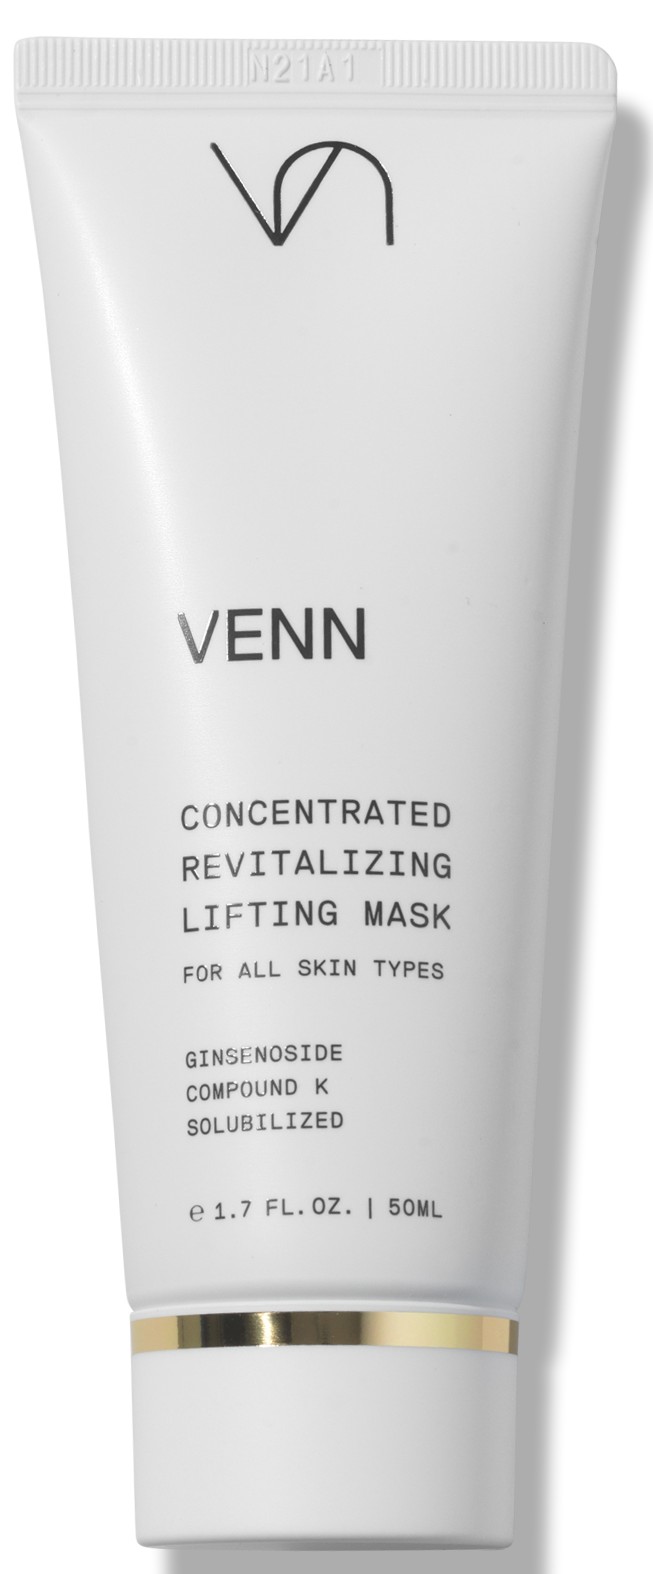 N21A1
VENN
CONCENTRATED
REVITALIZING
LIFTING MASK
FOR ALL SKIN TYPES
GINSENOSIDE
COMPOUND K
SOLUBILIZED
℮ 1.7 FL.OZ. | 50ML